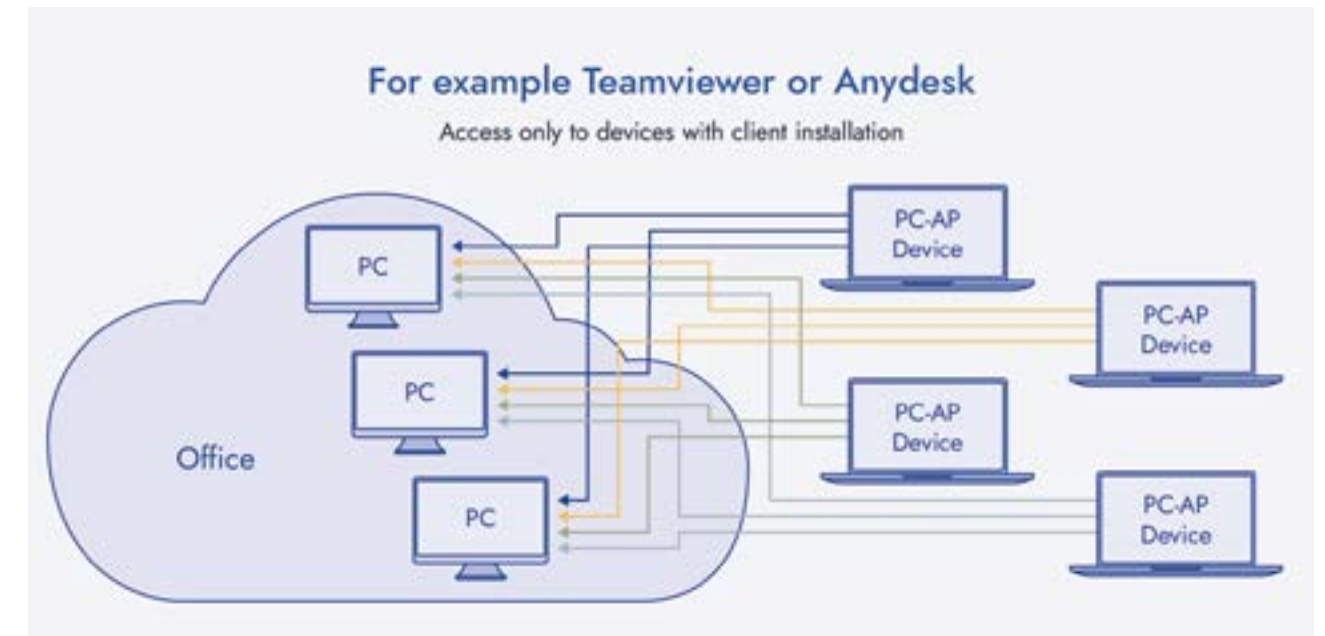 For example Teamviewer or Anydesk
Access only to devices with client installation
PC-AP
Device
PC
PC-AP
Device
PC
PC-AP
Device
Office
PC
PC-AP
Device